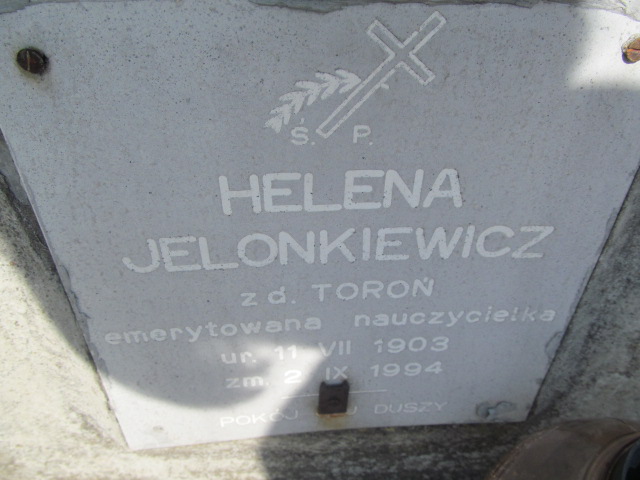 Ś. P.
HELENA
JELONKIEWICZ
z d. TOROŃ
emerytowana nauczycielka
ur. 11 VII 1903
zm. 2 IX 1994
POKÓJ DUSZY